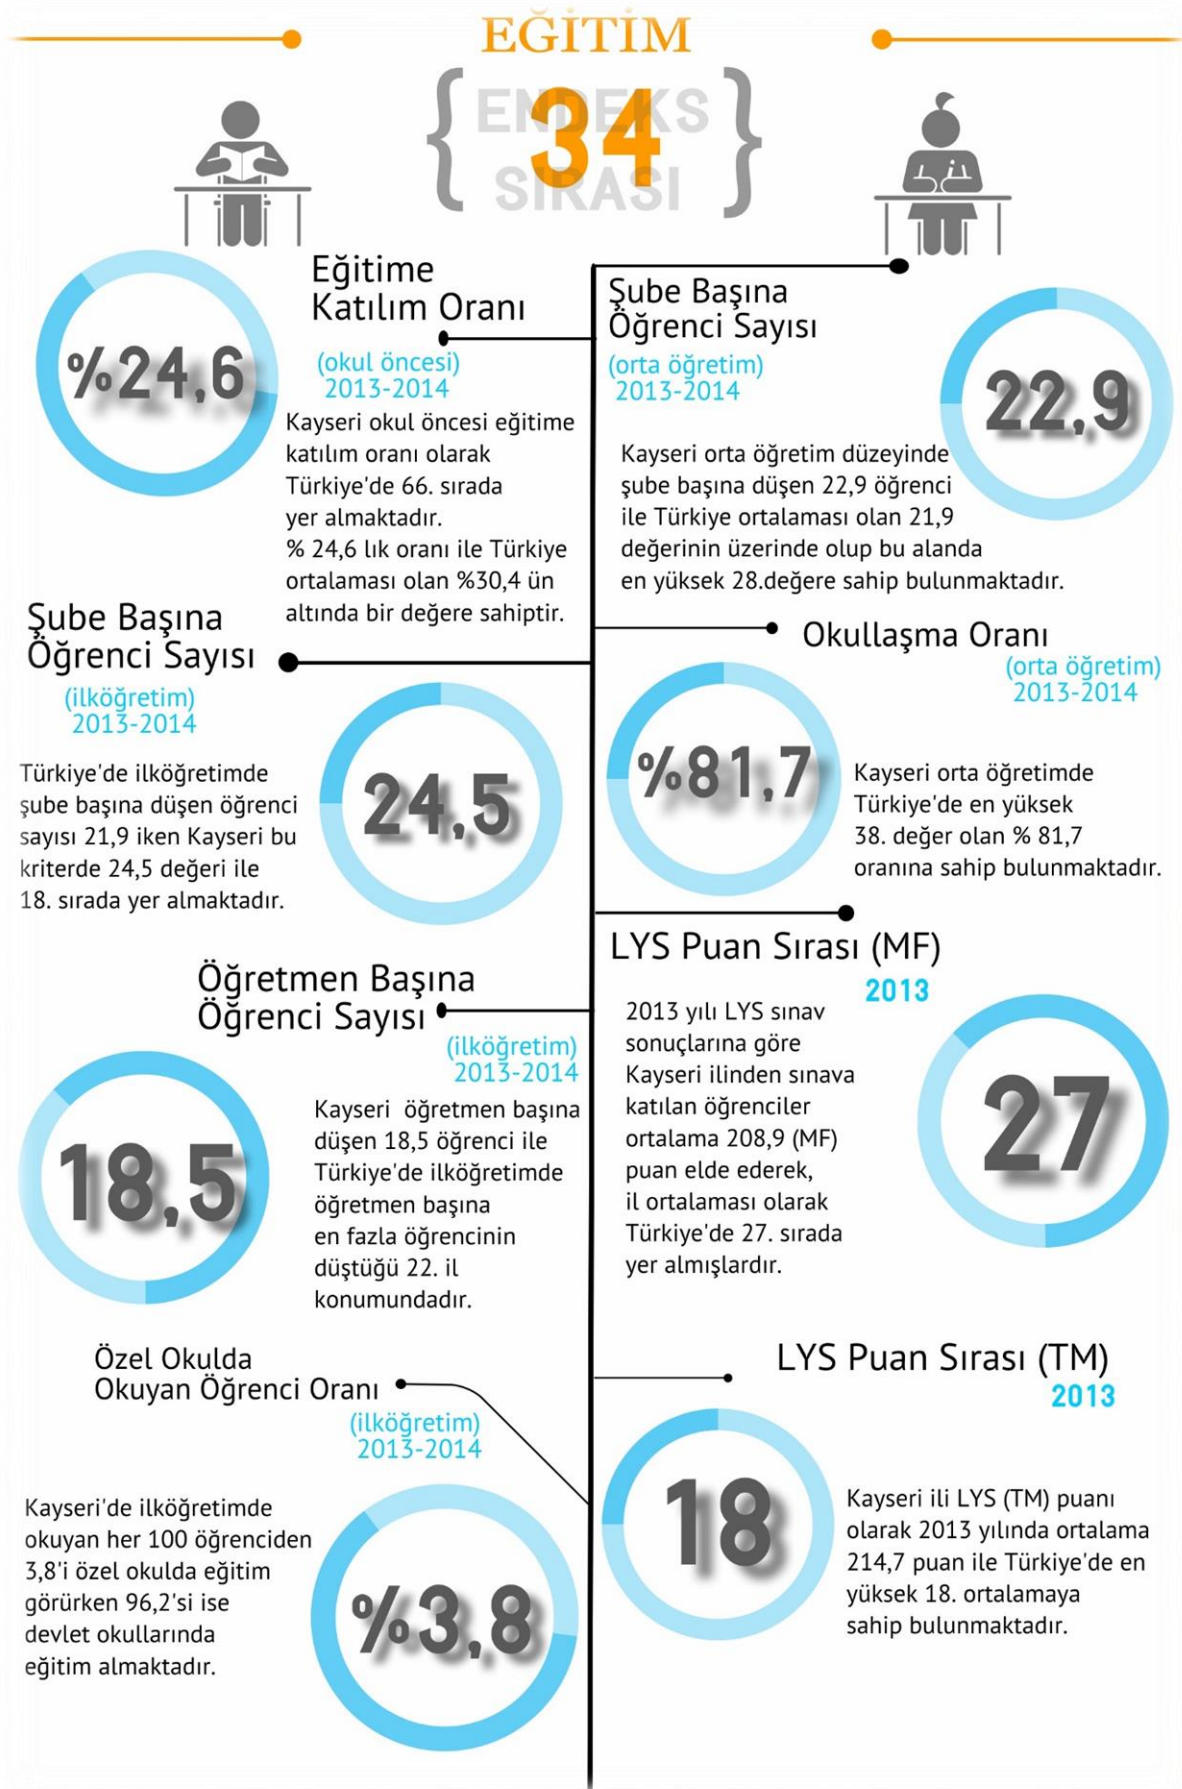 EĞİTİM
ENDEKS
34
SIRASI
Eğitime
Katılım Oranı
(okul öncesi)
2013-2014
%24,6
Kayseri okul öncesi eğitime
katılım oranı olarak
Türkiye'de 66. sırada
yer almaktadır.
% 24,6 lık oranı ile Türkiye
ortalaması olan %30,4 ün
altında bir değere sahiptir.
Şube Başına
Öğrenci Sayısı
(orta öğretim)
2013-2014
22,9
Kayseri orta öğretim düzeyinde
şube başına düşen 22,9 öğrenci
ile Türkiye ortalaması olan 21,9
değerinin üzerinde olup bu alanda
en yüksek 28.değere sahip bulunmaktadır.
Şube Başına
Öğrenci Sayısı
(ilköğretim)
2013-2014
Türkiye'de ilköğretimde
şube başına düşen öğrenci
sayısı 21,9 iken Kayseri bu
kriterde 24,5 değeri ile
18. sırada yer almaktadır.
24,5
Okullaşma Oranı
(orta öğretim)
2013-2014
%81,7
Kayseri orta öğretimde
Türkiye'de en yüksek
38. değer olan % 81,7
oranına sahip bulunmaktadır.
Öğretmen Başına
Öğrenci Sayısı
(ilköğretim)
2013-2014
18,5
Kayseri öğretmen başına
düşen 18,5 öğrenci ile
Türkiye'de ilköğretimde
öğretmen başına
en fazla öğrencinin
düştüğü 22. il
konumundadır.
LYS Puan Sırası (MF)
2013
2013 yılı LYS sınav
sonuçlarına göre
Kayseri ilinden sınava
katılan öğrenciler
ortalama 208,9 (MF)
puan elde ederek,
il ortalaması olarak
Türkiye'de 27. sırada
yer almışlardır.
27
Özel Okulda
Okuyan Öğrenci Oranı
(ilköğretim)
2013-2014
Kayseri'de ilköğretimde
okuyan her 100 öğrenciden
3,8'i özel okulda eğitim
görürken 96,2'si ise
devlet okullarında
eğitim almaktadır.
%3,8
LYS Puan Sırası (TM)
2013
18
Kayseri ili LYS (TM) puanı
olarak 2013 yılında ortalama
214,7 puan ile Türkiye'de en
yüksek 18. ortalamaya
sahip bulunmaktadır.